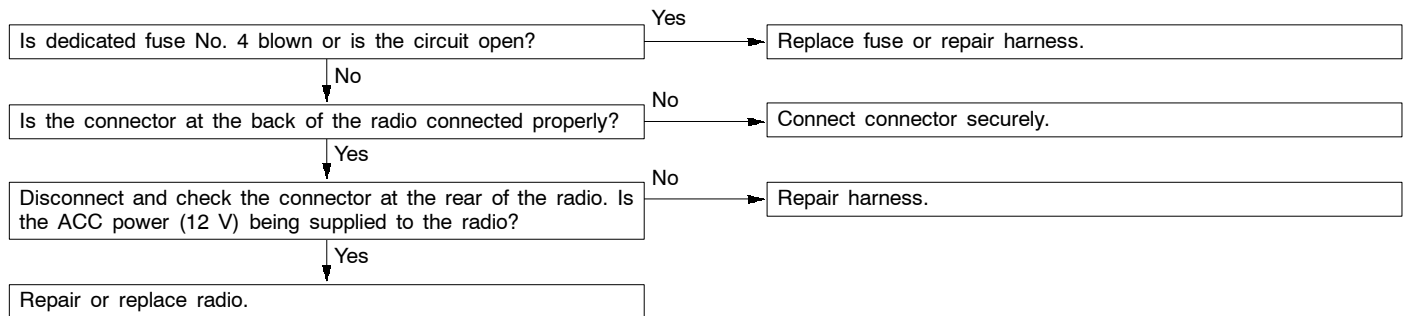 Is dedicated fuse No. 4 blown or is the circuit open?
Yes
Replace fuse or repair harness.
No
Is the connector at the back of the radio connected properly?
No
Connect connector securely.
Yes
Disconnect and check the connector at the rear of the radio. Is
the ACC power (12 V) being supplied to the radio?
No
Repair harness.
Yes
Repair or replace radio.